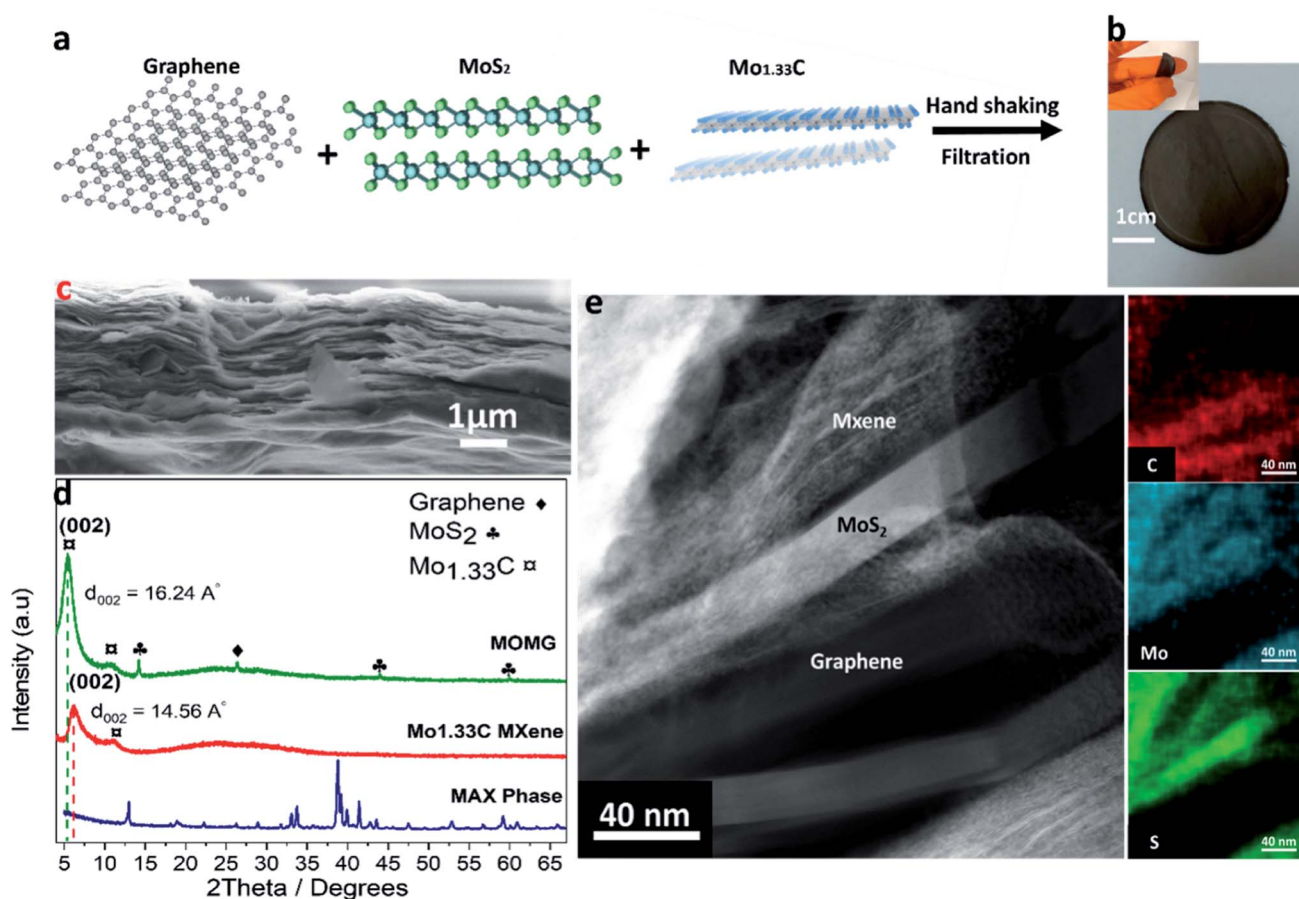 a
Graphene
MoS2
Mo1.33C
+
+
Hand shaking
Filtration
b
1cm
c
1μm
d
(002)
¤
d002 = 16.24 A°
Graphene ♦
MoS2 ♣
Mo1.33C ¤
¤ ♣ ♦ ♣ ♣
MOMG
(002)
d002 = 14.56 A°
¤
Mo1.33C MXene
MAX Phase
Intensity (a.u)
5 15 20 25 30 35 40 45 50 55 60 65
2Theta / Degrees
e
Mxene
MoS2
Graphene
40 nm
C
40 nm
Mo
40 nm
S
40 nm